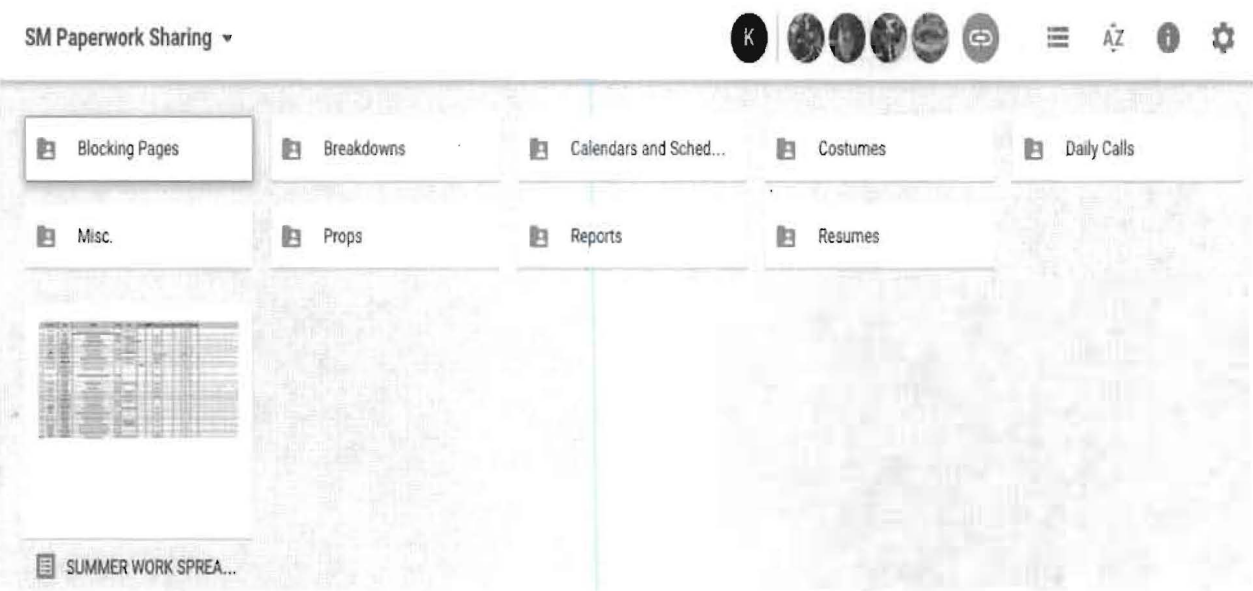 SM Paperwork Sharing
K
AZ
Blocking Pages
Breakdowns
Calendars and Sched...
Costumes
Daily Calls
Misc.
Props
Reports
Resumes
SUMMER WORK SPREA...